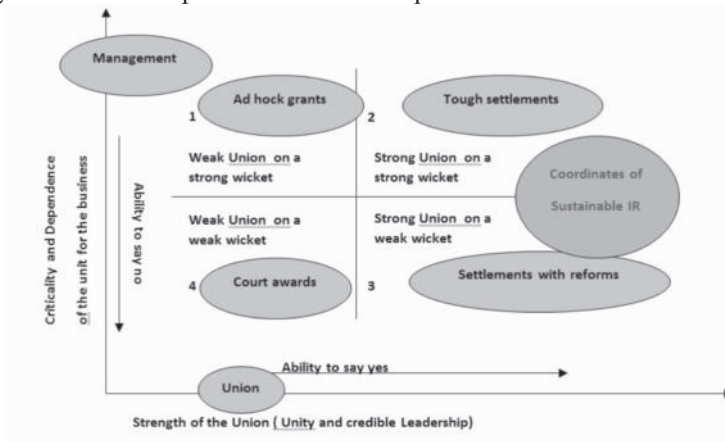 Management
Ad hock grants
Tough settlements
1
2
Weak Union on a
strong wicket
Strong Union on a
strong wicket
Coordinates of
Sustainable IR
Weak Union on a
weak wicket
Strong Union on a
weak wicket
Court awards
Settlements with reforms
4
3
Criticality and Dependence
of the unit for the business
Ability to say no
Ability to say yes
Union
Strength of the Union ( Unity and credible Leadership)